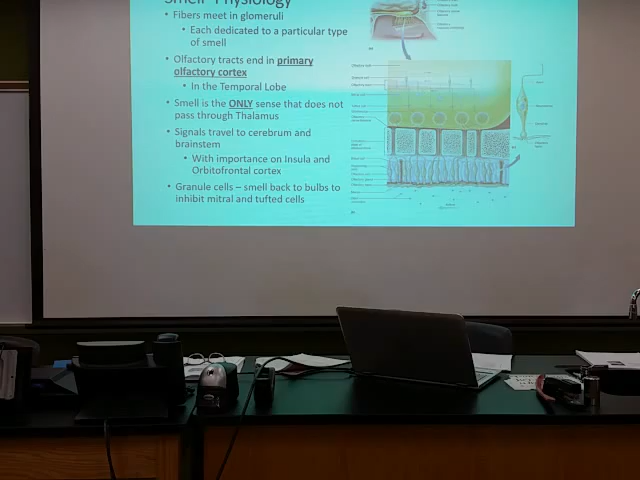 Smell Physiology
• Fibers meet in glomeruli
• Each dedicated to a particular type
of smell
• Olfactory tracts end in primary
olfactory cortex
• In the Temporal Lobe
• Smell is the ONLY sense that does not
pass through Thalamus
• Signals travel to cerebrum and
brainstem
• With importance on Insula and
Orbitofrontal cortex
• Granule cells – smell back to bulbs to
inhibit mitral and tufted cells